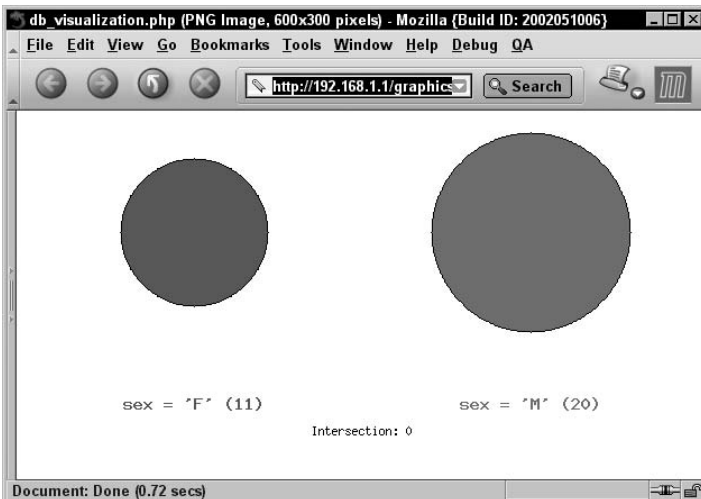 db_visualization.php (PNG Image, 600x300 pixels) - Mozilla {Build ID: 2002051006}
File Edit View Go Bookmarks Tools Window Help Debug QA
http://192.168.1.1/graphics Search
sex = 'F' (11) sex = 'M' (20)
Intersection: 0
Document: Done (0.72 secs)